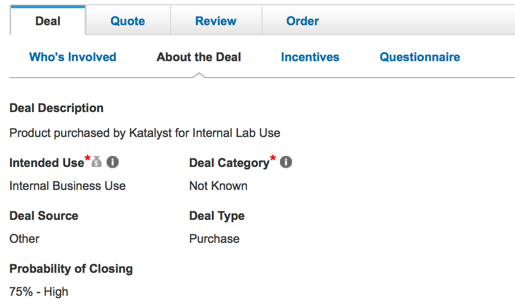 Deal Quote Review Order
Who's Involved About the Deal Incentives Questionnaire
Deal Description
Product purchased by Katalyst for Internal Lab Use
Intended Use* Deal Category*
Internal Business Use Not Known
Deal Source Deal Type
Other Purchase
Probability of Closing
75% - High